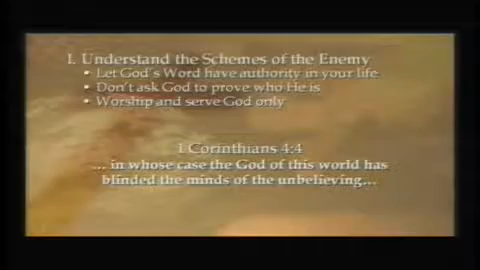 I. Understand the Schemes of the Enemy
• Let God's Word have authority in your life
• Don't ask God to prove who He is
• Worship and serve God only
1 Corinthians 4:4
... in whose case the God of this world has
blinded the minds of the unbelieving...